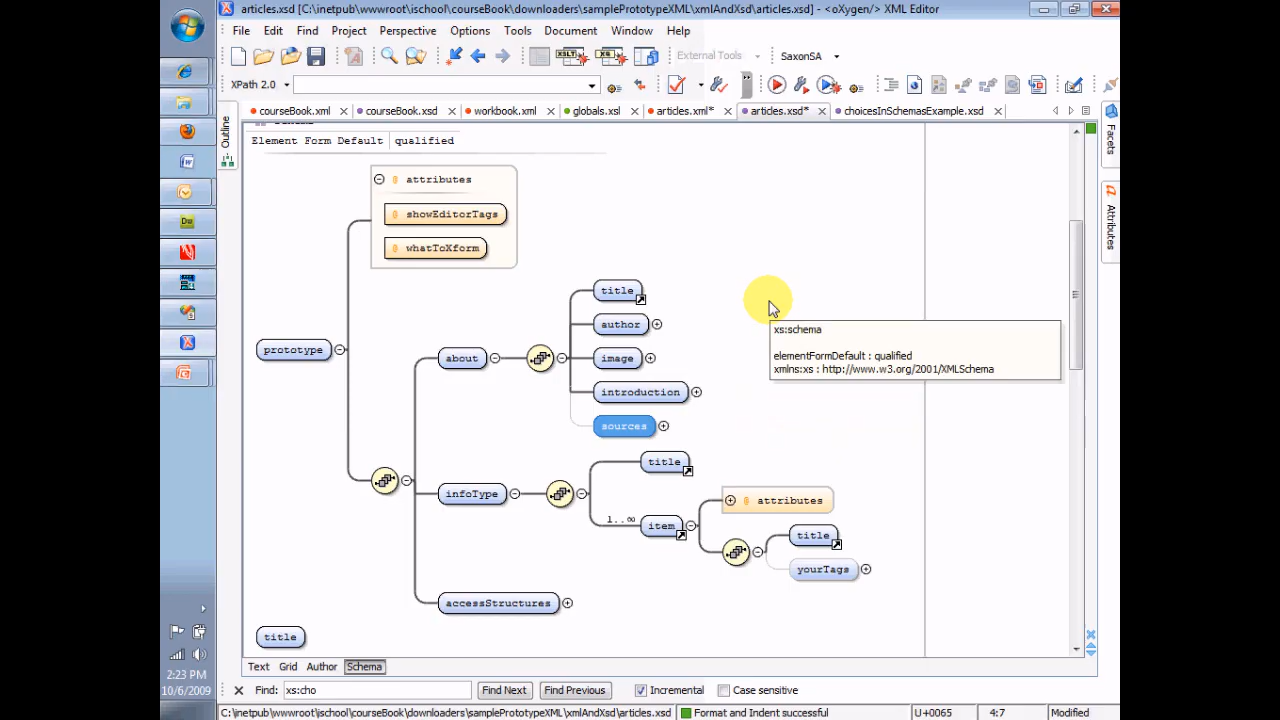 articles.xsd [C:\inetpub\wwwroot\ischool\courseBook\downloaders\samplePrototypeXML\xmlAndXsd\articles.xsd] - <oXygen/> XML Editor
File Edit Find Project Perspective Options Tools Document Window Help
External Tools SaxonSA
XPath 2.0
courseBook.xml courseBook.xsd workbook.xml globals.xsl articles.xml* articles.xsd* choicesInSchemasExample.xsd
Outline
Facets
Attributes
Element Form Default qualified
attributes
showEditorTags
whatToXform
title
author
xs:schema
elementFormDefault : qualified
xmlns:xs : http://www.w3.org/2001/XMLSchema
prototype
about
image
introduction
sources
title
infoType
attributes
1..∞
item
title
yourTags
accessStructures
title
Text Grid Author Schema
2:23 PM
10/6/2009
Find: xs:cho Find Next Find Previous Incremental Case sensitive
C:\inetpub\wwwroot\ischool\courseBook\downloaders\samplePrototypeXML\xmlAndXsd\articles.xsd Format and Indent successful U+0065 4:7 Modified